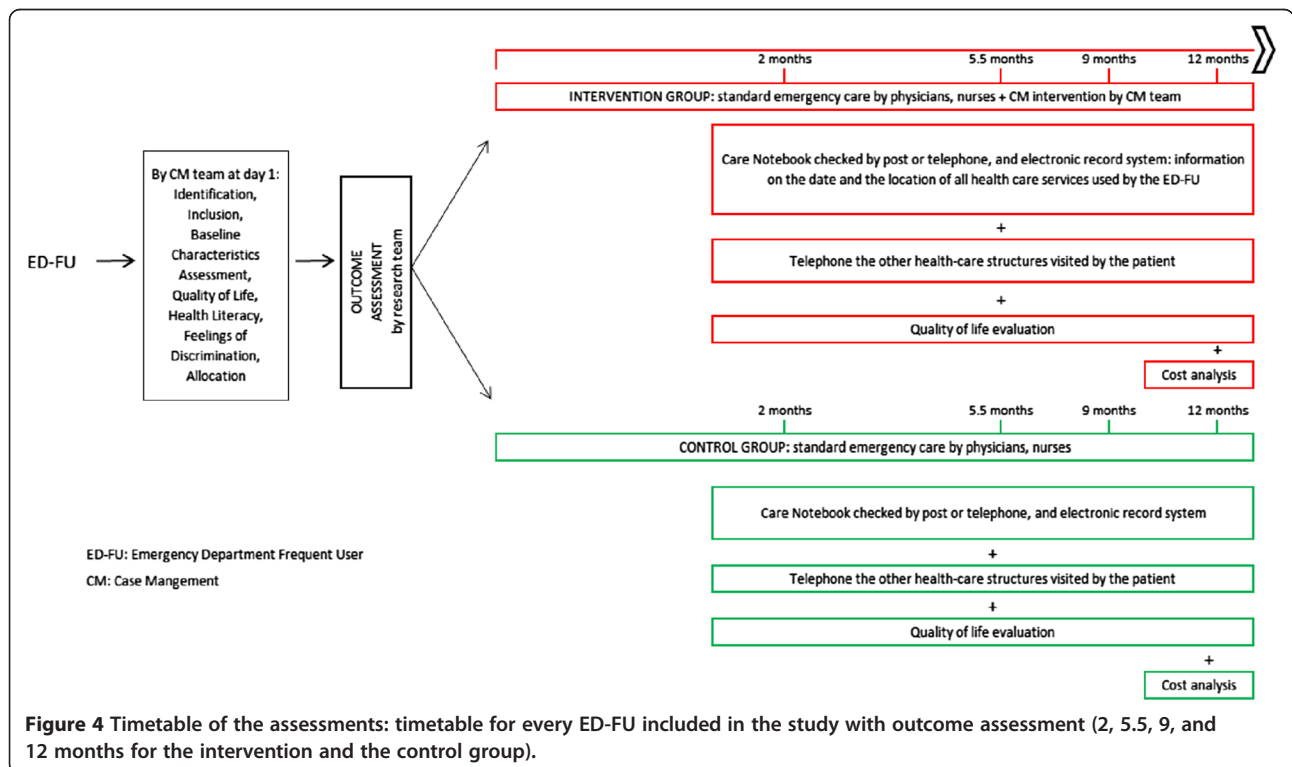 ED-FU
By CM team at day 1:
Identification,
Inclusion,
Baseline
Characteristics
Assessment,
Quality of Life,
Health Literacy,
Feelings of
Discrimination,
Allocation
OUTCOME
ASSESSMENT
by research team
2 months 5.5 months 9 months 12 months
INTERVENTION GROUP: standard emergency care by physicians, nurses + CM intervention by CM team
Care Notebook checked by post or telephone, and electronic record system: information
on the date and the location of all health care services used by the ED-FU
+
Telephone the other health-care structures visited by the patient
+
Quality of life evaluation
+
Cost analysis
2 months 5.5 months 9 months 12 months
CONTROL GROUP: standard emergency care by physicians, nurses
Care Notebook checked by post or telephone, and electronic record system
+
Telephone the other health-care structures visited by the patient
+
Quality of life evaluation
+
Cost analysis
ED-FU: Emergency Department Frequent User
CM: Case Mangement
Figure 4 Timetable of the assessments: timetable for every ED-FU included in the study with outcome assessment (2, 5.5, 9, and
12 months for the intervention and the control group).